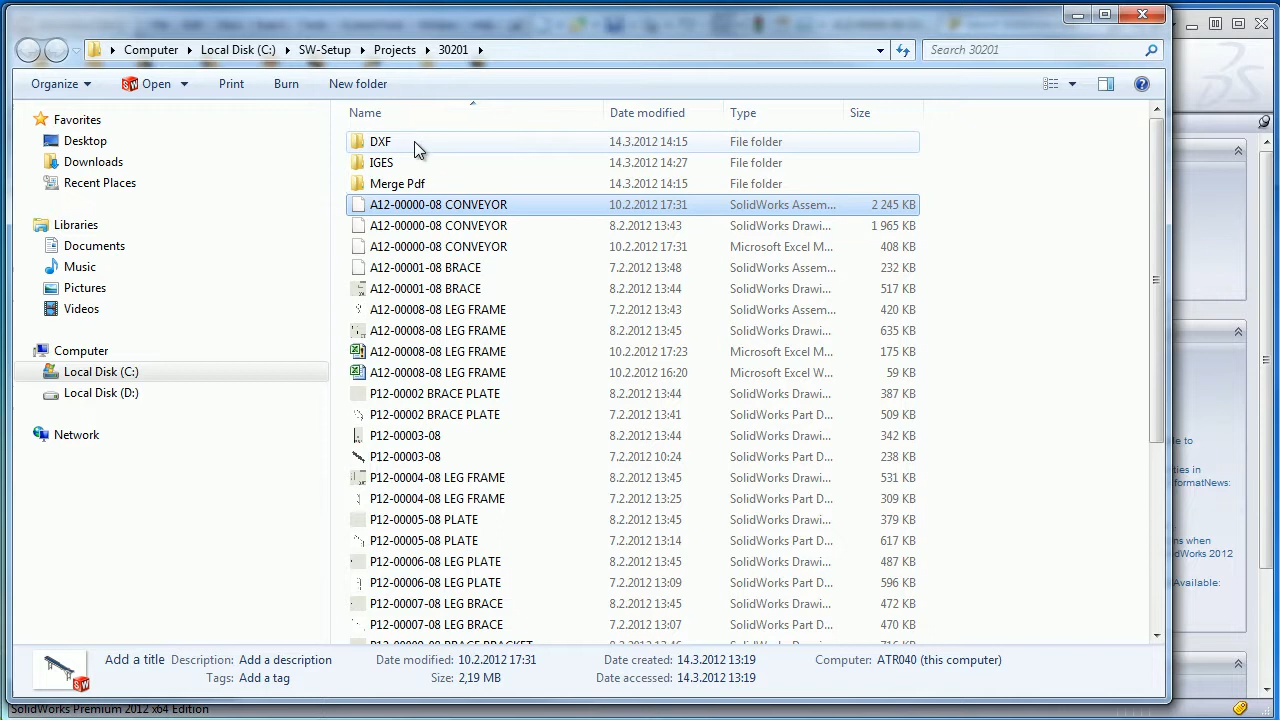 Computer Local Disk (C:) SW-Setup Projects 30201 Search 30201
Organize Open Print Burn New folder
Name Date modified Type Size
Favorites
Desktop
Downloads
Recent Places
Libraries
Documents
Music
Pictures
Videos
Computer
Local Disk (C:)
Local Disk (D:)
Network
DXF 14.3.2012 14:15 File folder
IGES 14.3.2012 14:27 File folder
Merge Pdf 14.3.2012 14:15 File folder
A12-00000-08 CONVEYOR 10.2.2012 17:31 SolidWorks Assem... 2 245 KB
A12-00000-08 CONVEYOR 8.2.2012 13:43 SolidWorks Drawi... 1 965 KB
A12-00000-08 CONVEYOR 10.2.2012 17:31 Microsoft Excel M... 408 KB
A12-00001-08 BRACE 7.2.2012 13:48 SolidWorks Assem... 232 KB
A12-00001-08 BRACE 8.2.2012 13:44 SolidWorks Drawi... 517 KB
A12-00008-08 LEG FRAME 7.2.2012 13:43 SolidWorks Assem... 420 KB
A12-00008-08 LEG FRAME 8.2.2012 13:45 SolidWorks Drawi... 635 KB
A12-00008-08 LEG FRAME 10.2.2012 17:23 Microsoft Excel M... 175 KB
A12-00008-08 LEG FRAME 10.2.2012 16:20 Microsoft Excel W... 59 KB
P12-00002 BRACE PLATE 8.2.2012 13:44 SolidWorks Drawi... 387 KB
P12-00002 BRACE PLATE 7.2.2012 13:41 SolidWorks Part D... 509 KB
P12-00003-08 8.2.2012 13:44 SolidWorks Drawi... 342 KB
P12-00003-08 7.2.2012 10:24 SolidWorks Part D... 238 KB
P12-00004-08 LEG FRAME 8.2.2012 13:45 SolidWorks Drawi... 531 KB
P12-00004-08 LEG FRAME 7.2.2012 13:25 SolidWorks Part D... 309 KB
P12-00005-08 PLATE 8.2.2012 13:45 SolidWorks Drawi... 379 KB
P12-00005-08 PLATE 7.2.2012 13:14 SolidWorks Part D... 617 KB
P12-00006-08 LEG PLATE 8.2.2012 13:45 SolidWorks Drawi... 487 KB
P12-00006-08 LEG PLATE 7.2.2012 13:09 SolidWorks Part D... 596 KB
P12-00007-08 LEG BRACE 8.2.2012 13:45 SolidWorks Drawi... 472 KB
P12-00007-08 LEG BRACE 7.2.2012 13:07 SolidWorks Part D... 470 KB
Add a title Description: Add a description Date modified: 10.2.2012 17:31 Date created: 14.3.2012 13:19 Computer: ATR040 (this computer)
Tags: Add a tag Size: 2,19 MB Date accessed: 14.3.2012 13:19
SolidWorks Premium 2012 x64 Edition
le to
ities in
formatNews:
ms when
lidWorks 2012
Available: